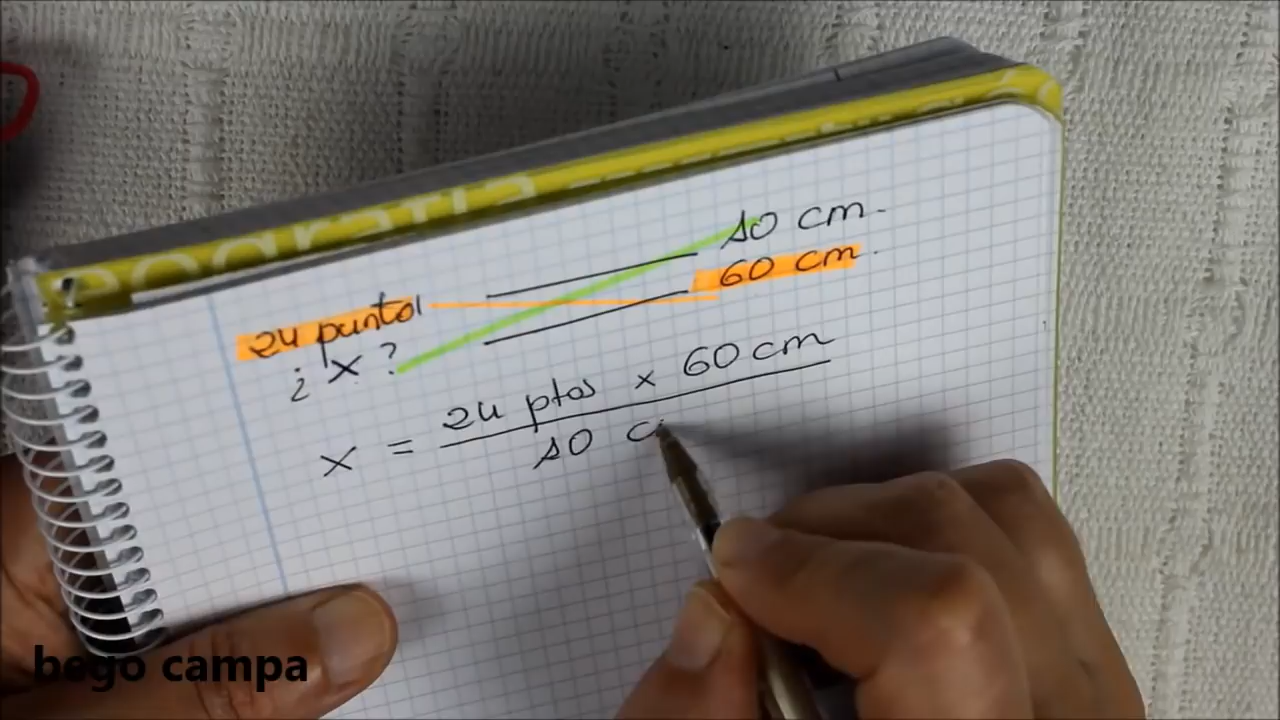 10 cm.
24 puntos 60 cm.
¿ X ?
X = 24 ptos x 60 cm
10 c
bego campa